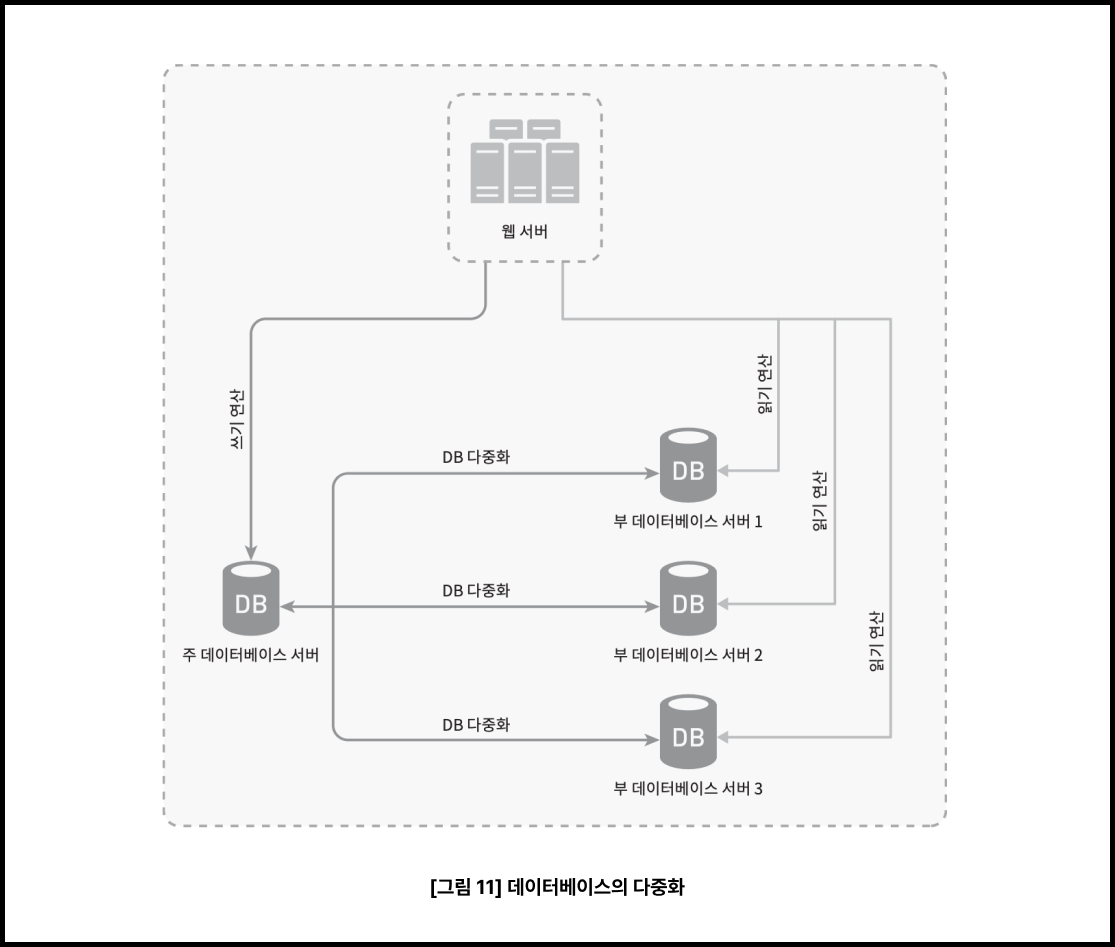 웹 서버
쓰기 연산
읽기 연산
DB 다중화
DB
부 데이터베이스 서버 1
읽기 연산
DB
주 데이터베이스 서버
DB 다중화
DB
부 데이터베이스 서버 2
읽기 연산
DB 다중화
DB
부 데이터베이스 서버 3
[그림 11] 데이터베이스의 다중화